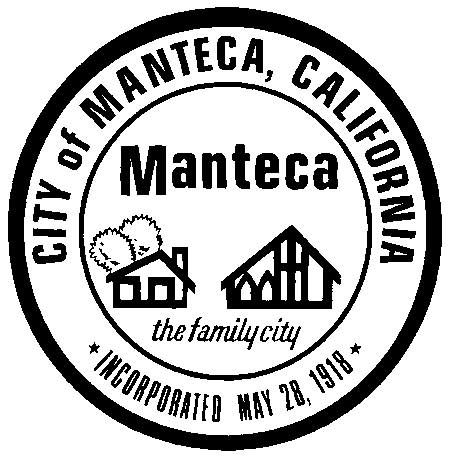 CITY of MANTECA, CALIFORNIA
Manteca
the family city
INCORPORATED MAY 28, 1918